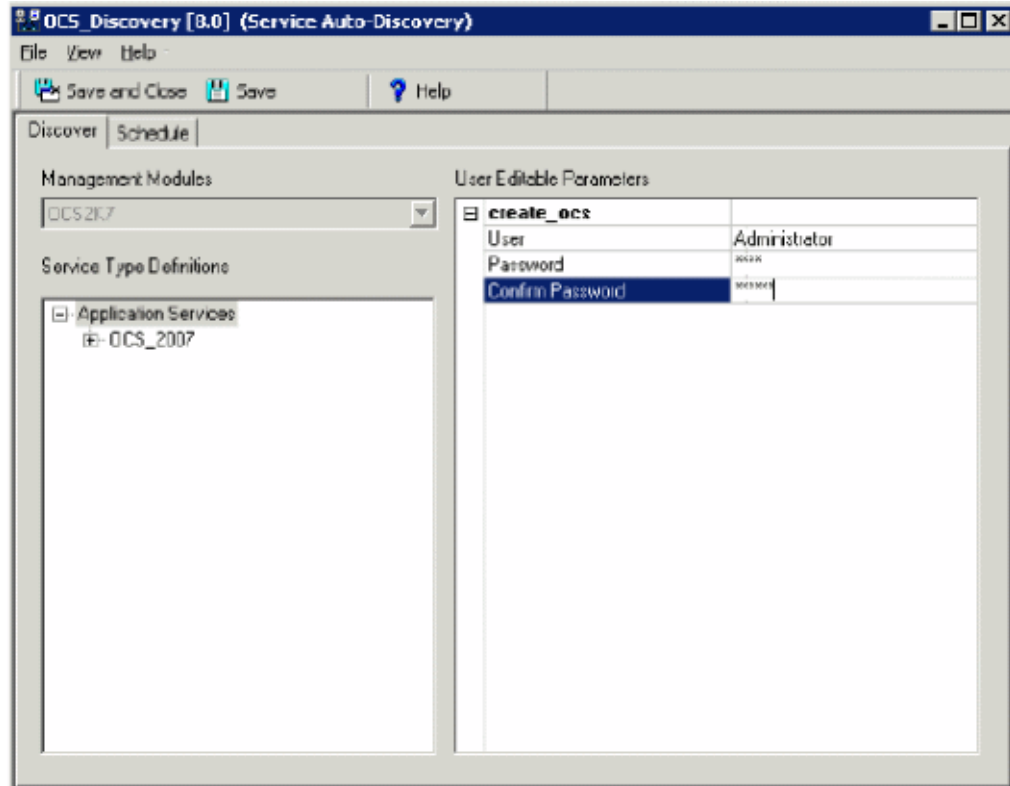 OCS_Discovery [8.0] (Service Auto-Discovery)
File View Help
Save and Close Save Help
Discover Schedule
Management Modules
OCS2K7
Service Type Definitions
Application Services
OCS_2007
User Editable Parameters
create_ocs
User Administrator
Password *****
Confirm Password *******